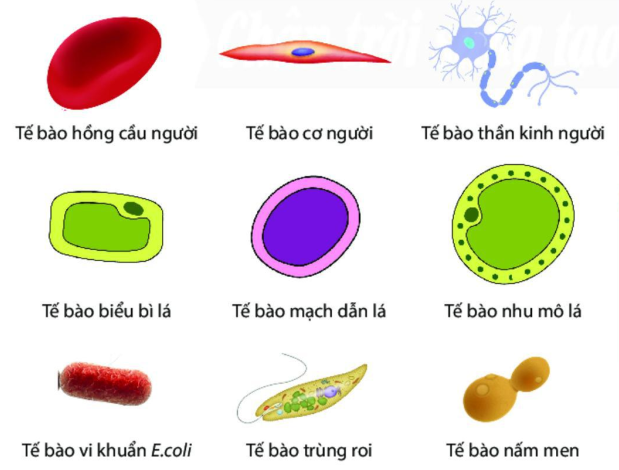 Tế bào hồng cầu người
Tế bào cơ người
Tế bào thần kinh người
Tế bào biểu bì lá
Tế bào mạch dẫn lá
Tế bào nhu mô lá
Tế bào vi khuẩn E.coli
Tế bào trùng roi
Tế bào nấm men